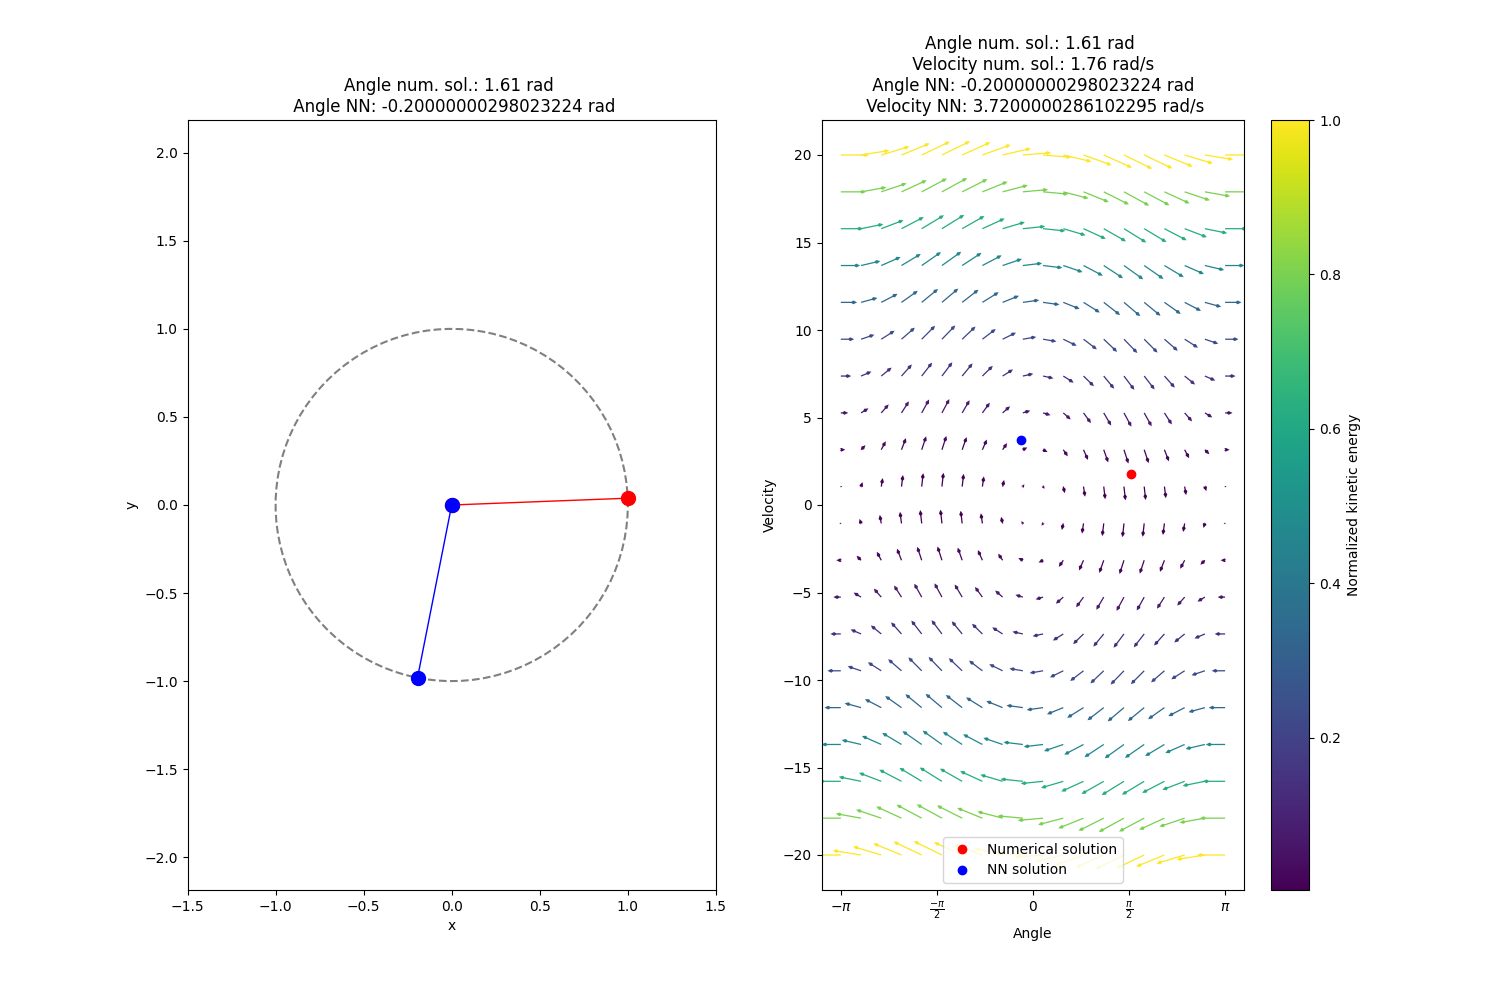 Angle num. sol.: 1.61 rad
Angle NN: -0.20000000298023224 rad
2.0
1.5
1.0
0.5
0.0
−0.5
−1.0
−1.5
−2.0
y
−1.5
−1.0
−0.5
0.0
0.5
1.0
1.5
x
Angle num. sol.: 1.61 rad
Velocity num. sol.: 1.76 rad/s
Angle NN: -0.20000000298023224 rad
Velocity NN: 3.7200000286102295 rad/s
20
15
10
5
0
−5
−10
−15
−20
Velocity
Numerical solution
NN solution
−π
−π/2
0
π/2
π
Angle
1.0
0.8
0.6
0.4
0.2
Normalized kinetic energy